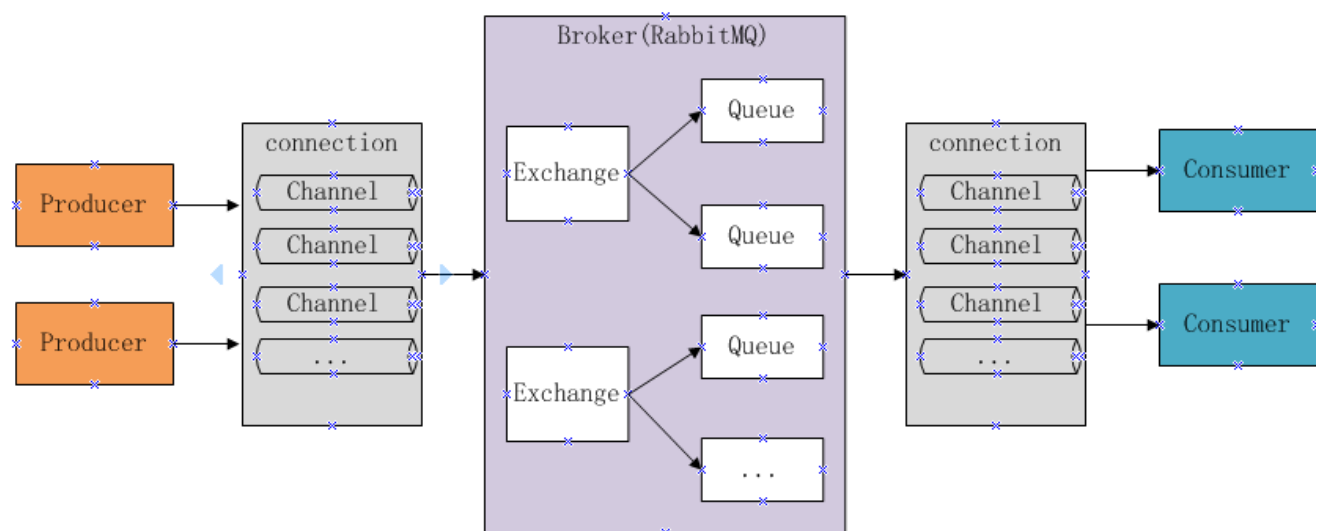 Broker(RabbitMQ)
Producer
Producer
connection
Channel
Channel
Channel
...
Exchange
Queue
Queue
Exchange
Queue
...
connection
Channel
Channel
Channel
...
Consumer
Consumer